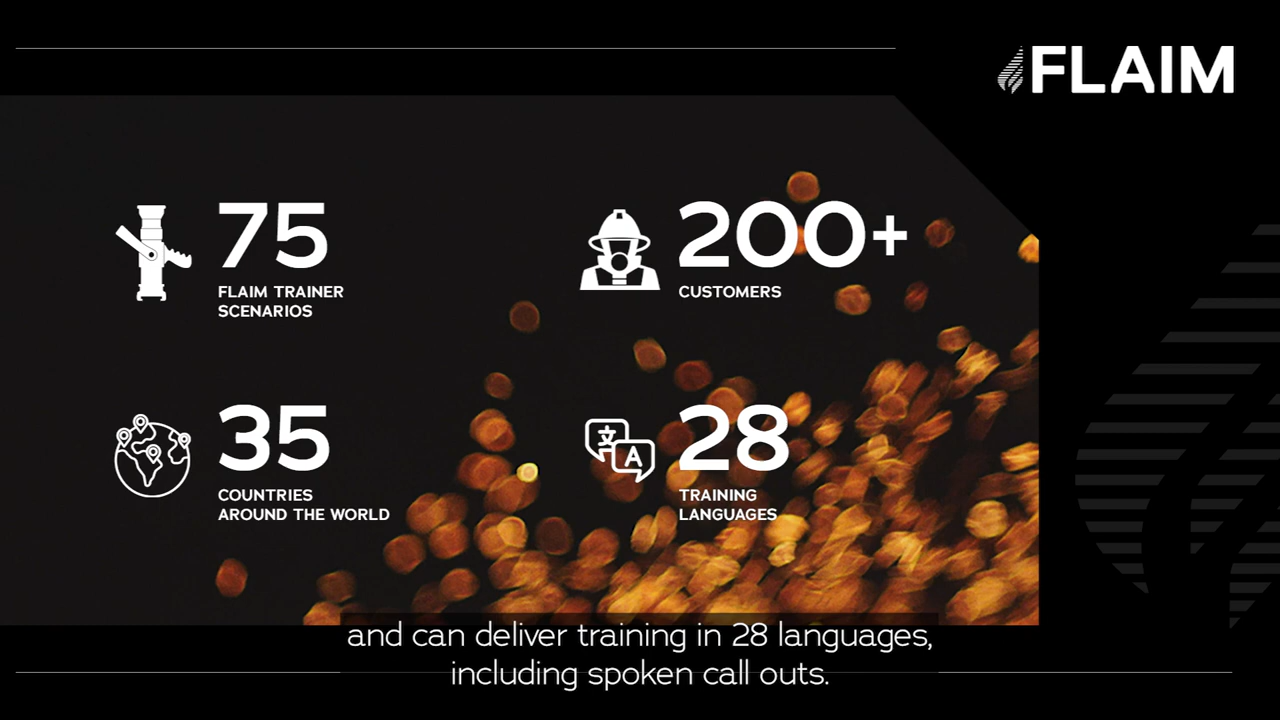 FLAIM
75
FLAIM TRAINER
SCENARIOS
200+
CUSTOMERS
35
COUNTRIES
AROUND THE WORLD
文
A
28
TRAINING
LANGUAGES
and can deliver training in 28 languages,
including spoken call outs.